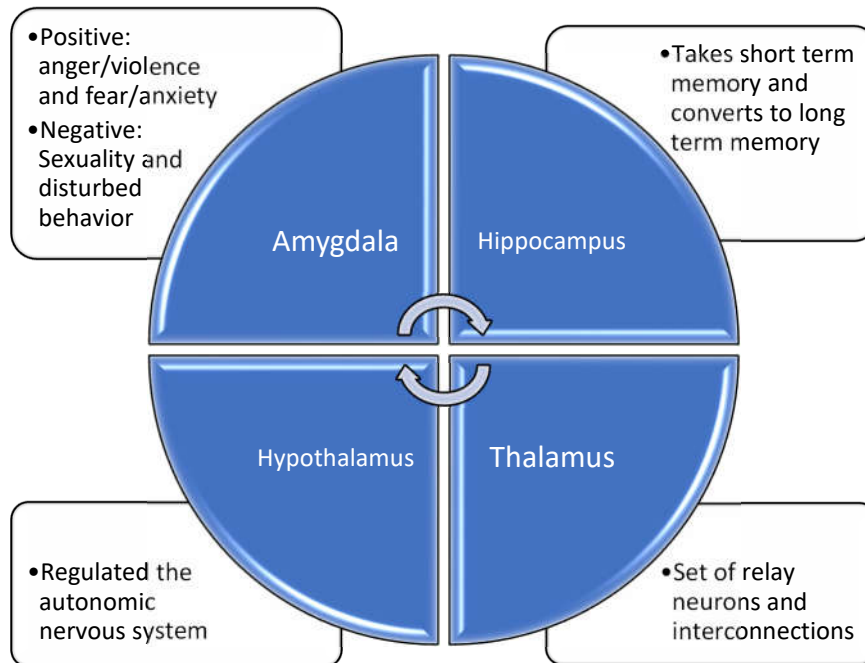 •Positive:
anger/violence
and fear/anxiety
•Negative:
Sexuality and
disturbed
behavior
•Takes short term
memory and
converts to long
term memory
Amygdala
Hippocampus
Hypothalamus
Thalamus
•Regulated the
autonomic
nervous system
•Set of relay
neurons and
interconnections